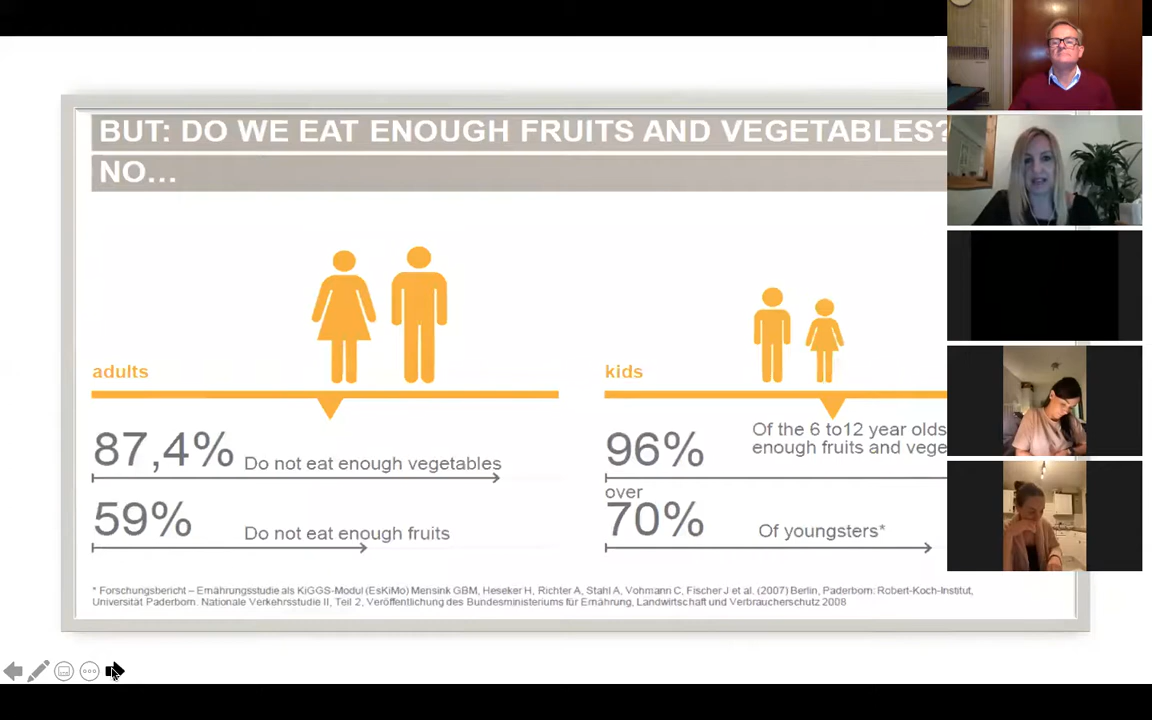 BUT: DO WE EAT ENOUGH FRUITS AND VEGETABLES?
NO...
adults
87,4% Do not eat enough vegetables
59% Do not eat enough fruits
kids
96% Of the 6 to12 year olds
enough fruits and vege
over
70% Of youngsters*
* Forschungsbericht – Ernährungsstudie als KiGGS-Modul (EsKiMo) Mensink GBM, Heseker H, Richter A, Stahl A, Vohmann C, Fischer J et al. (2007) Berlin, Paderborn: Robert-Koch-Institut,
Universität Paderborn. Nationale Verkehrsstudie II, Teil 2, Veröffentlichung des Bundesministeriums für Ernährung, Landwirtschaft und Verbraucherschutz 2008